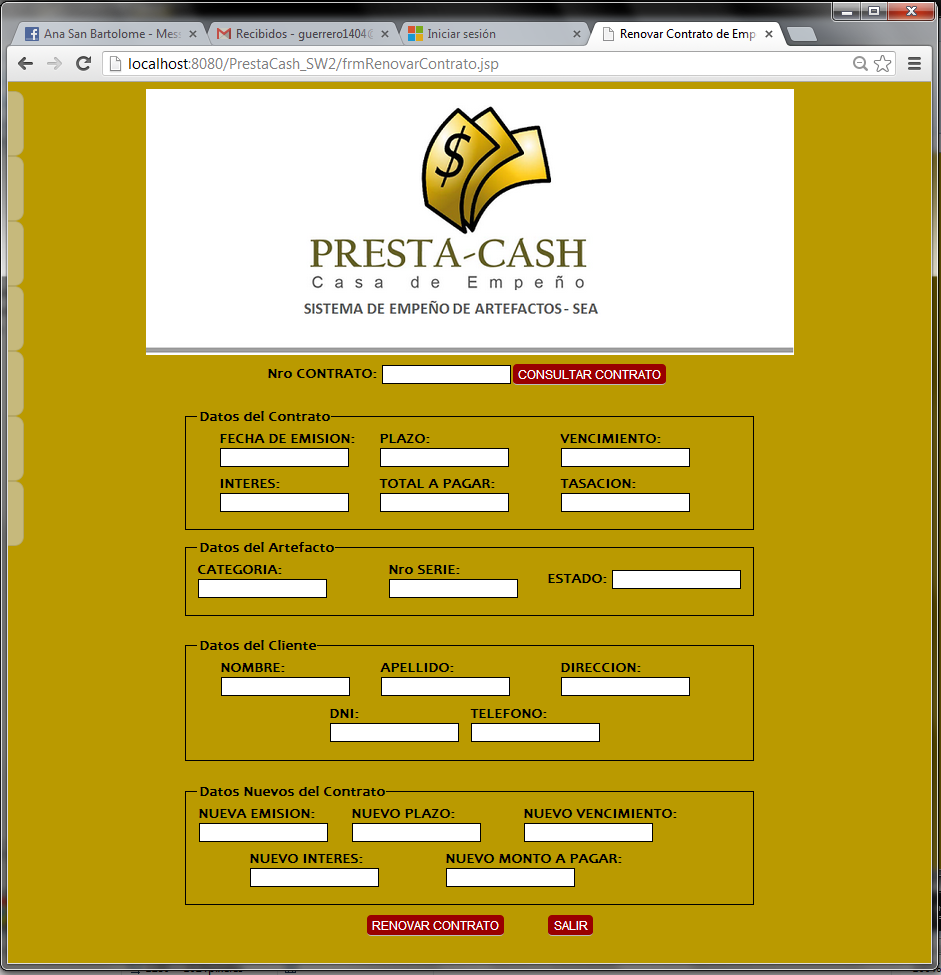 Ana San Bartolome - Mes
Recibidos - guerrero1404@
Iniciar sesión
Renovar Contrato de Emp
localhost:8080/PrestaCash_SW2/frmRenovarContrato.jsp
$
PRESTA-CASH
Casa de Empeño
SISTEMA DE EMPEÑO DE ARTEFACTOS - SEA
Nro CONTRATO: CONSULTAR CONTRATO
Datos del Contrato
FECHA DE EMISION: PLAZO: VENCIMIENTO:
INTERES: TOTAL A PAGAR: TASACION:
Datos del Artefacto
CATEGORIA: Nro SERIE: ESTADO:
Datos del Cliente
NOMBRE: APELLIDO: DIRECCION:
DNI: TELEFONO:
Datos Nuevos del Contrato
NUEVA EMISION: NUEVO PLAZO: NUEVO VENCIMIENTO:
NUEVO INTERES: NUEVO MONTO A PAGAR:
RENOVAR CONTRATO SALIR